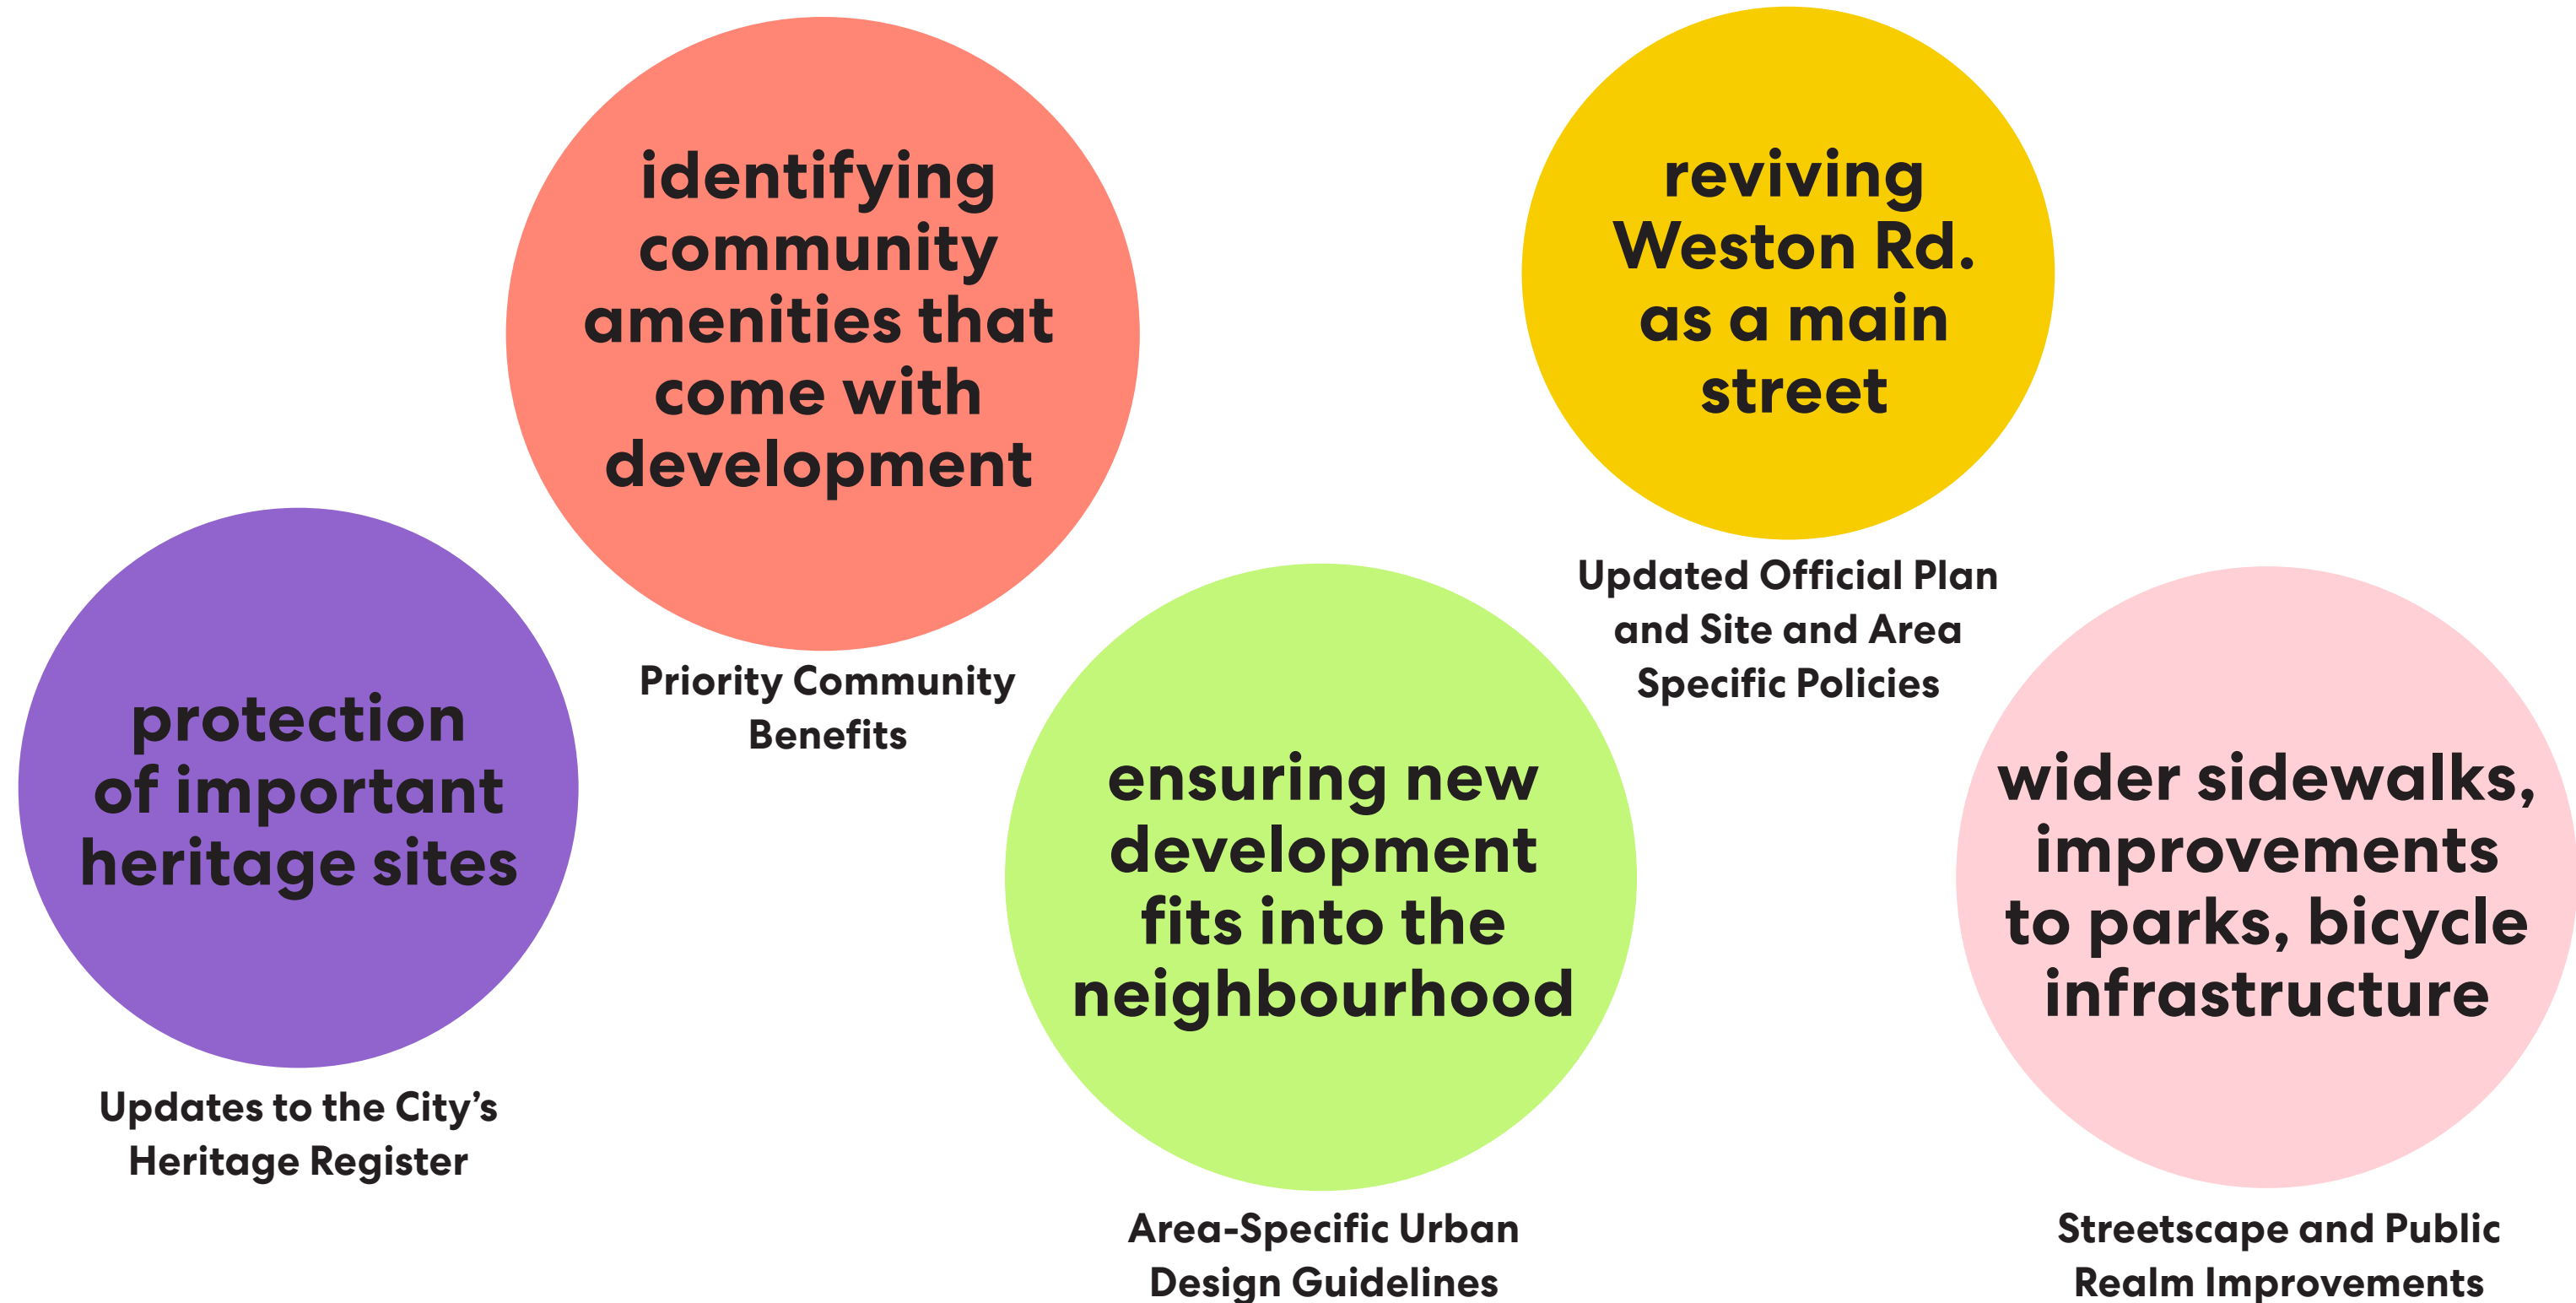 protection
of important
heritage sites
Updates to the City’s
Heritage Register
identifying
community
amenities that
come with
development
Priority Community
Benefits
ensuring new
development
fits into the
neighbourhood
Area-Specific Urban
Design Guidelines
reviving
Weston Rd.
as a main
street
Updated Official Plan
and Site and Area
Specific Policies
wider sidewalks,
improvements
to parks, bicycle
infrastructure
Streetscape and Public
Realm Improvements